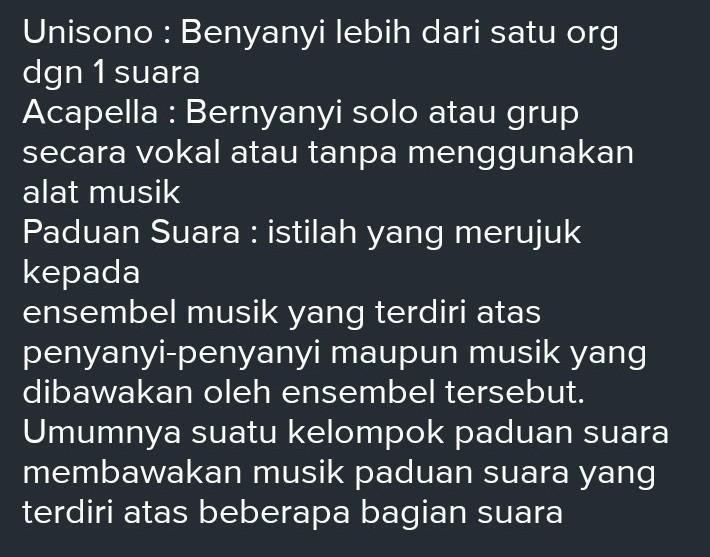 Unisono : Benyanyi lebih dari satu org
dgn 1 suara
Acapella : Bernyanyi solo atau grup
secara vokal atau tanpa menggunakan
alat musik
Paduan Suara : istilah yang merujuk
kepada
ensembel musik yang terdiri atas
penyanyi-penyanyi maupun musik yang
dibawakan oleh ensembel tersebut.
Umumnya suatu kelompok paduan suara
membawakan musik paduan suara yang
terdiri atas beberapa bagian suara